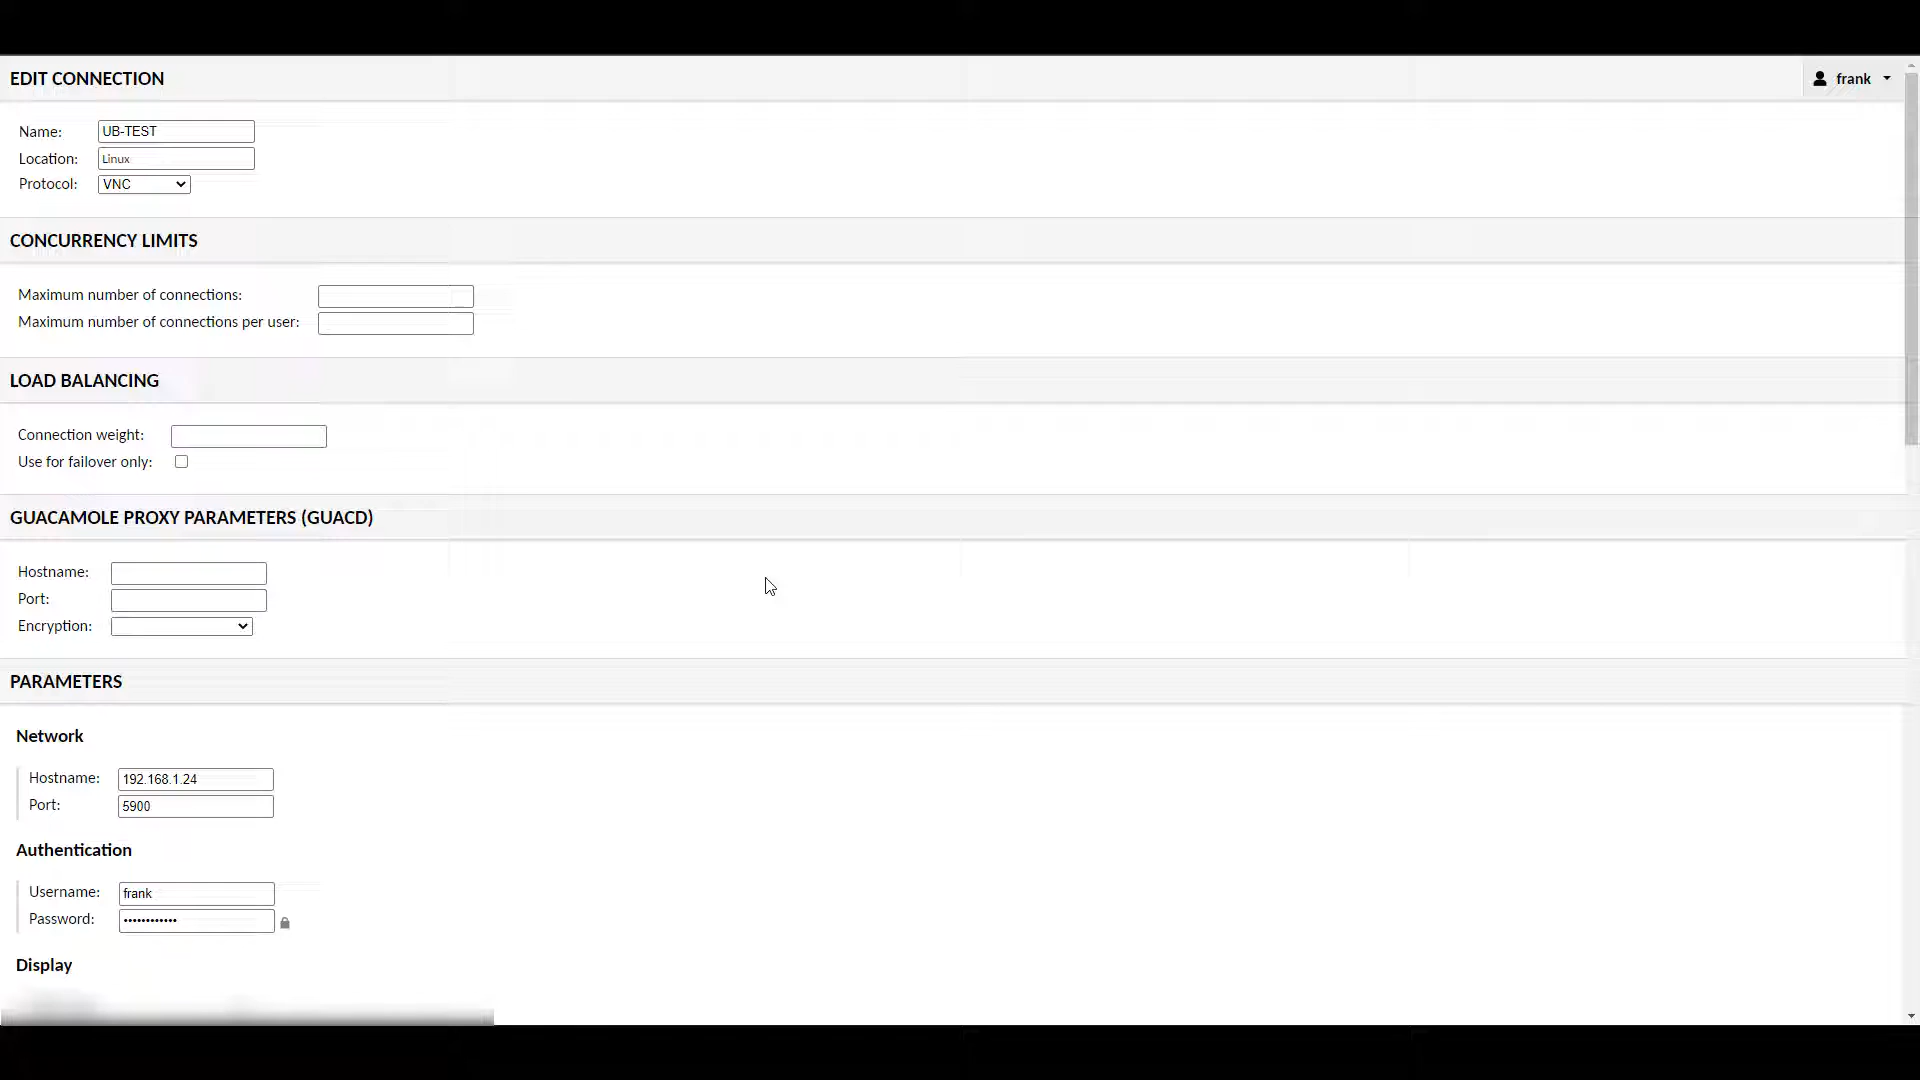 EDIT CONNECTION
frank
Name: UB-TEST
Location: Linux
Protocol: VNC
CONCURRENCY LIMITS
Maximum number of connections:
Maximum number of connections per user:
LOAD BALANCING
Connection weight:
Use for failover only:
GUACAMOLE PROXY PARAMETERS (GUACD)
Hostname:
Port:
Encryption:
PARAMETERS
Network
Hostname: 192.168.1.24
Port: 5900
Authentication
Username: frank
Password: ••••••••••••
Display